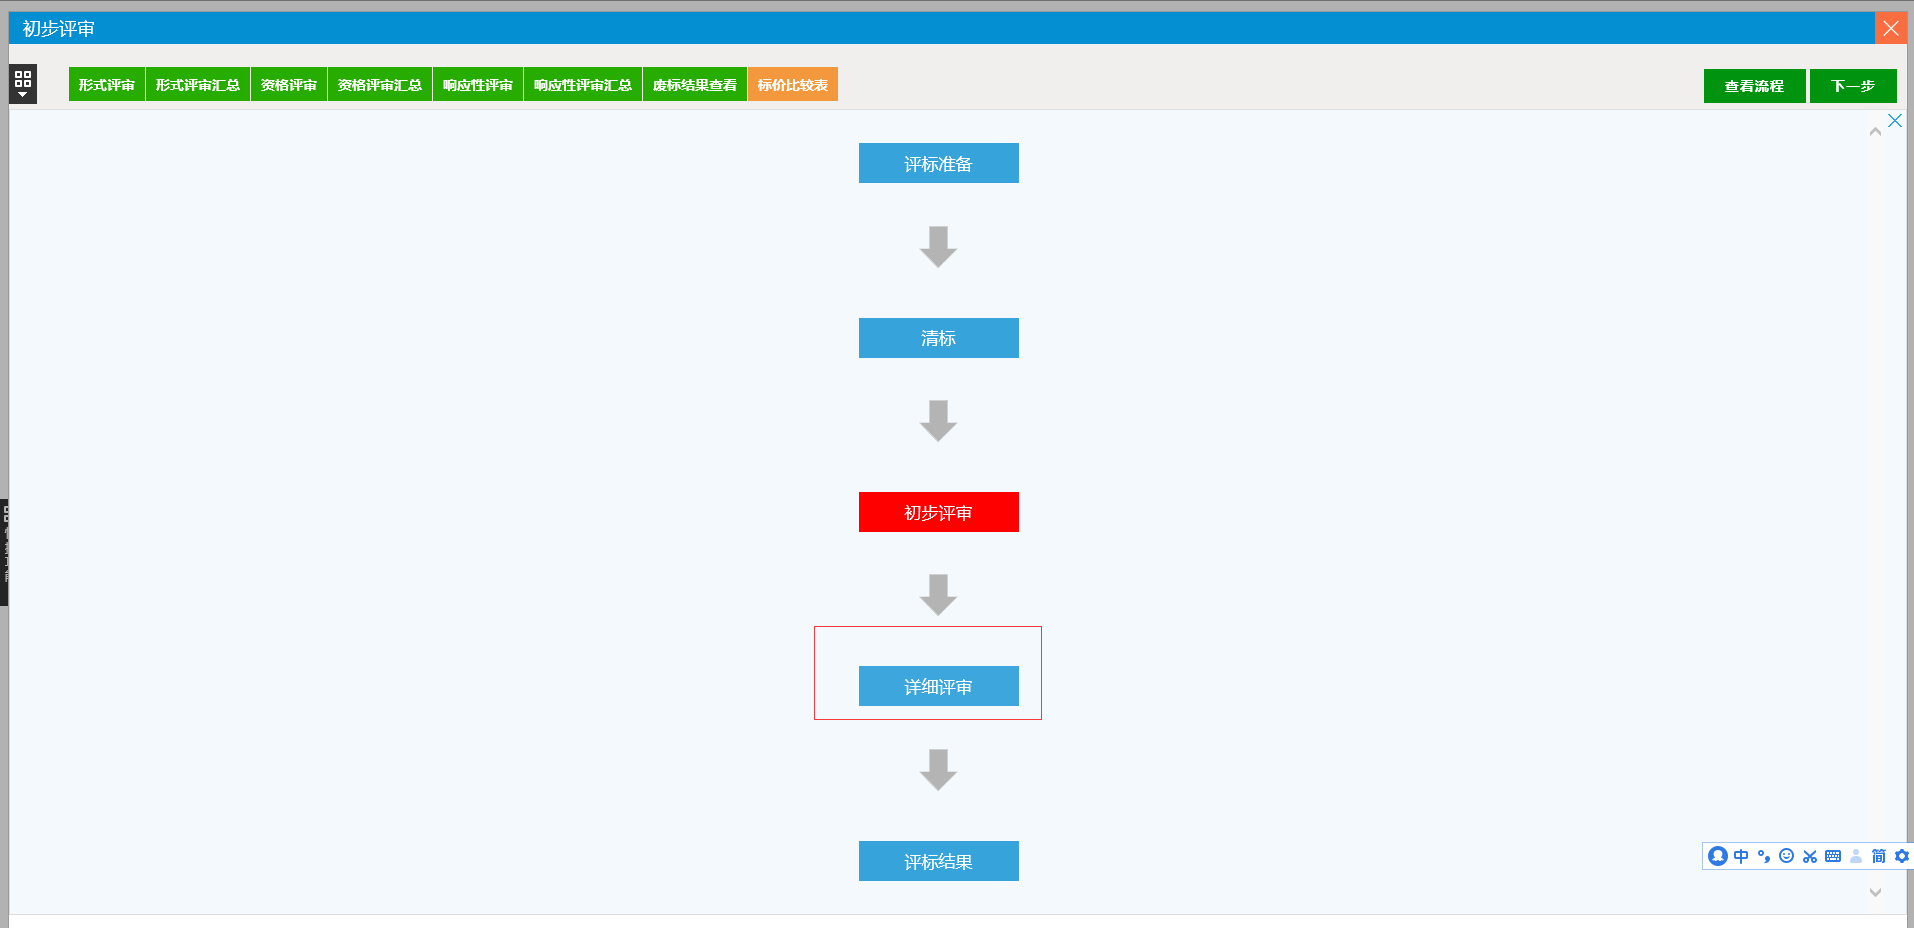 初步评审
形式评审 形式评审汇总 资格评审 资格评审汇总 响应性评审 响应性评审汇总 废标结果查看 标价比较表 查看流程 下一步
评标准备
清标
初步评审
详细评审
评标结果
中 简